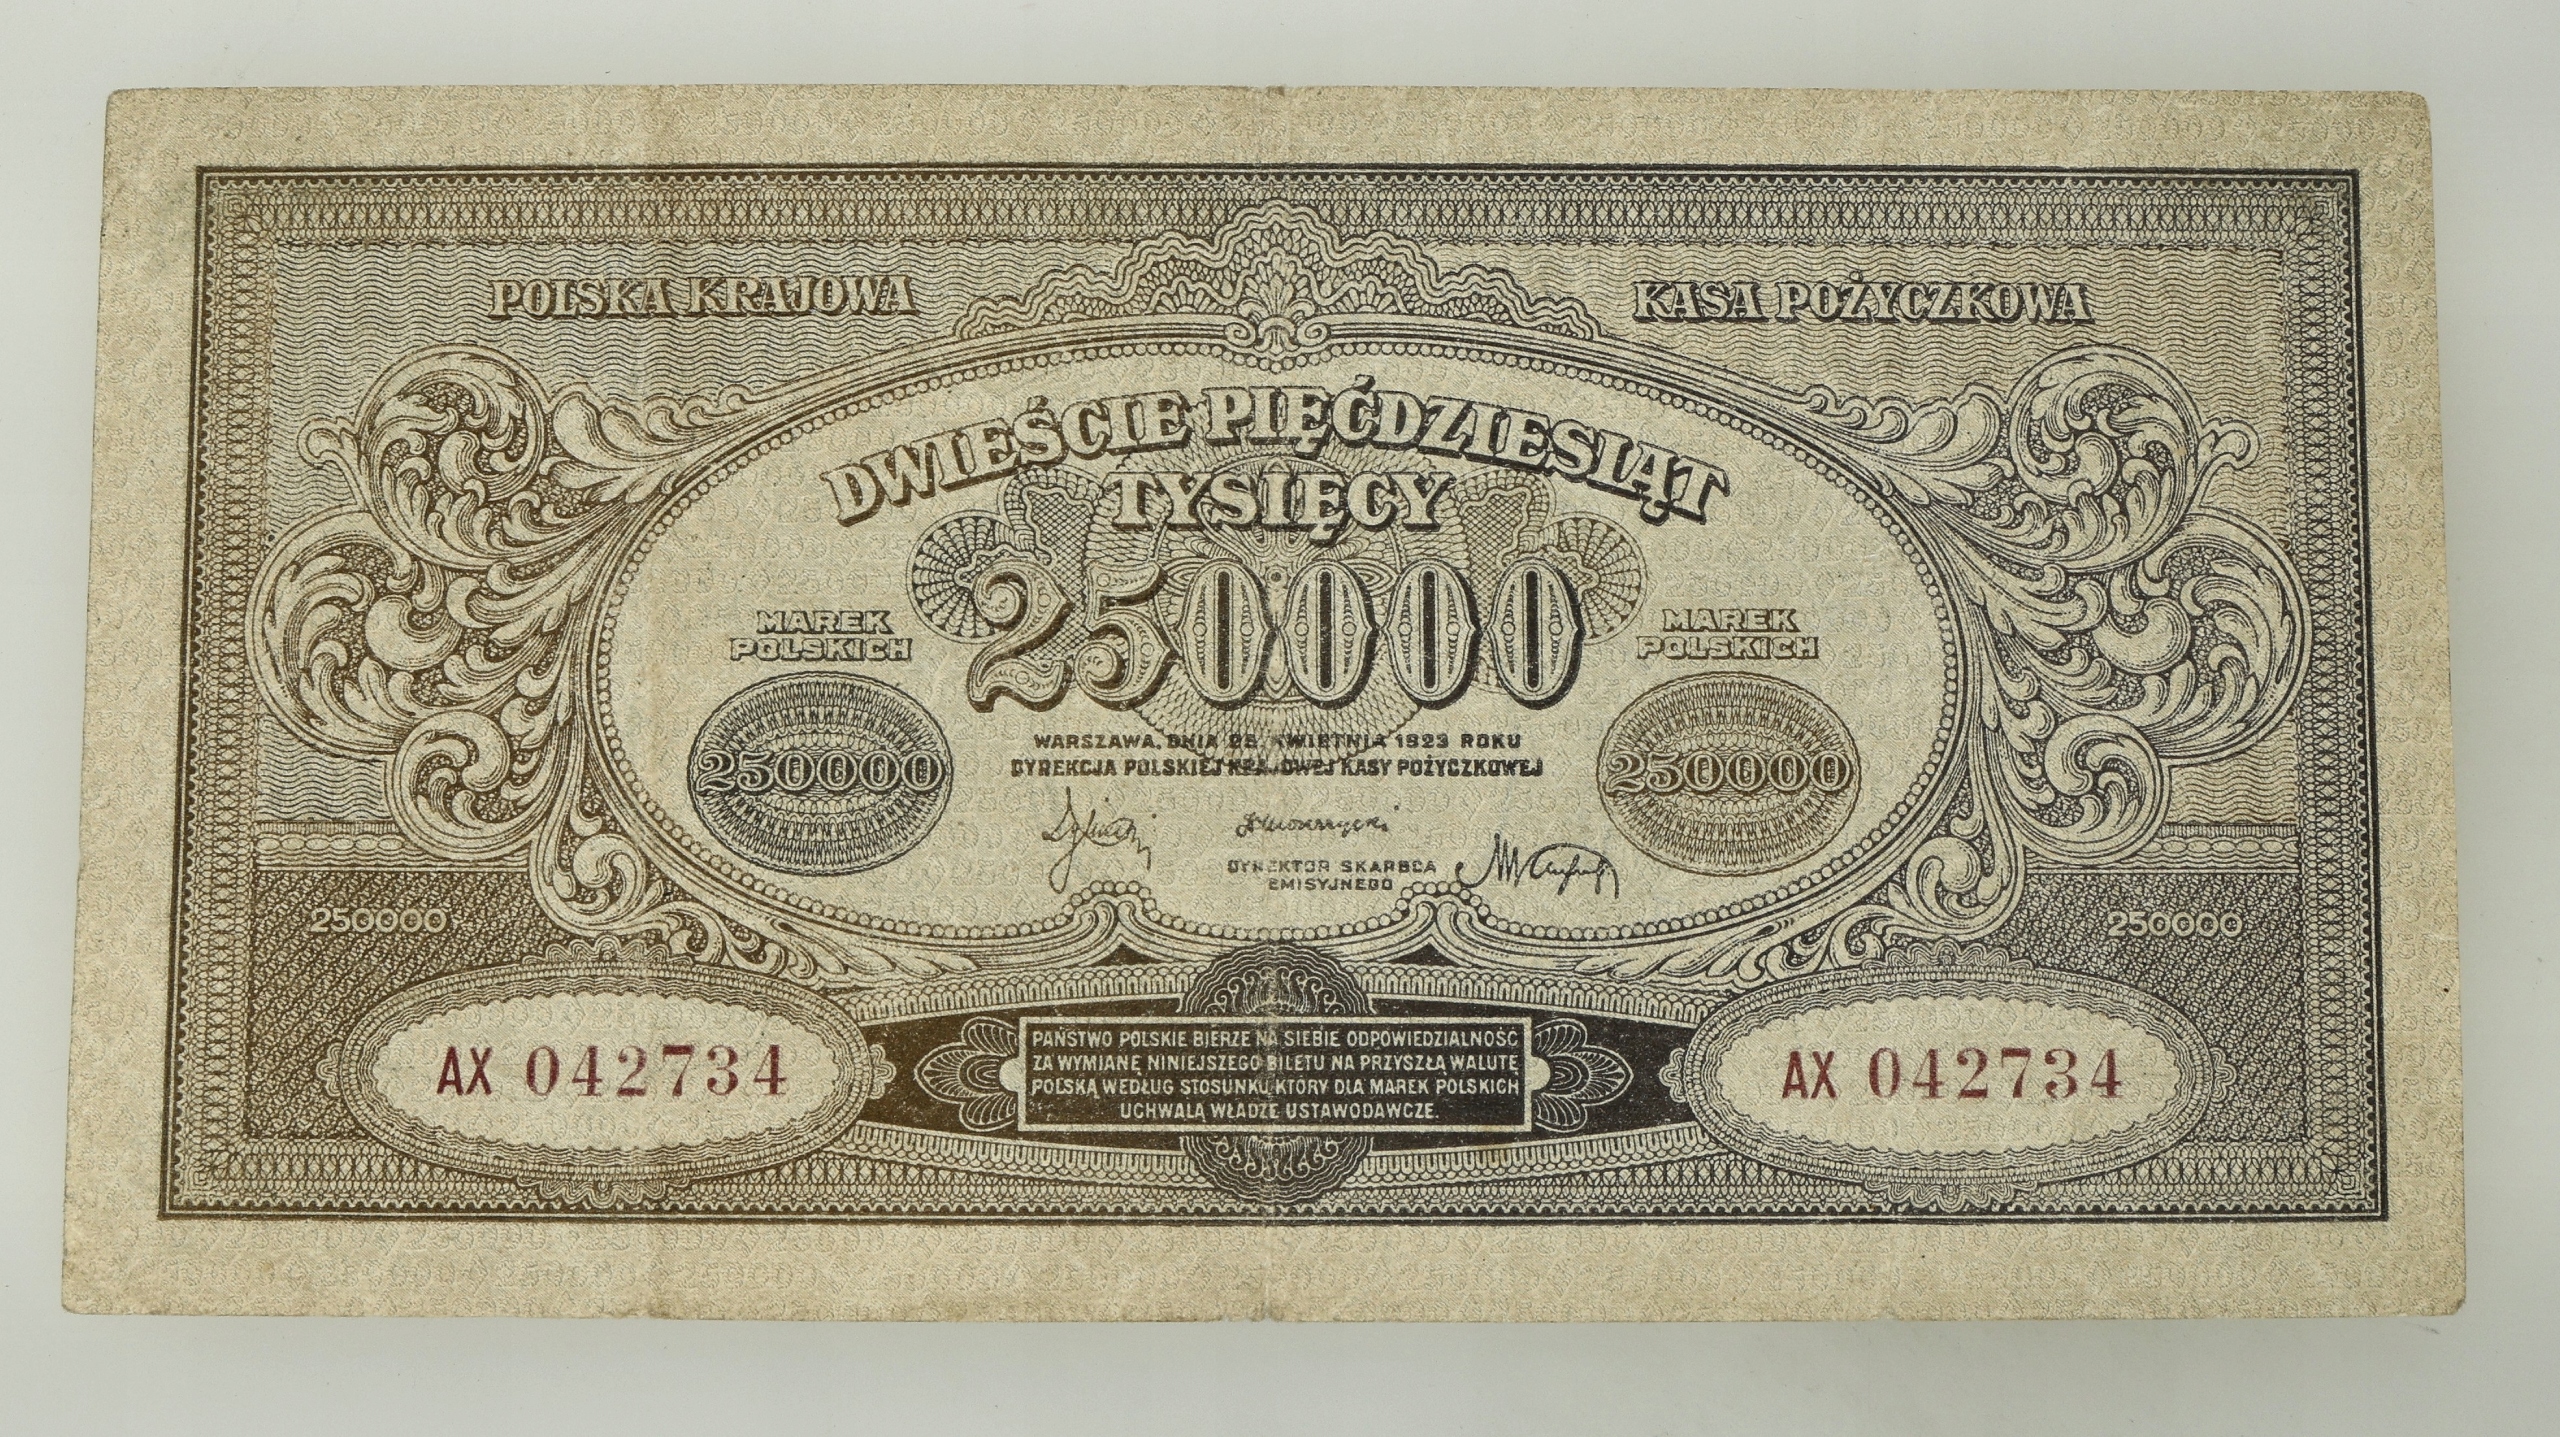 POLSKA KRAJOWA KASA POŻYCZKOWA
DWIEŚCIE PIĘĆDZIESIĄT
TYSIĘCY
250000
MAREK
POLSKICH
250000
MAREK
POLSKICH
250000
WARSZAWA, DNIA 25. KWIETNIA 1923 ROKU
DYREKCJA POLSKIEJ KRAJOWEJ KASY POŻYCZKOWEJ
DYREKTOR SKARBCA
EMISYJNEGO
250000
250000
AX 042734
PAŃSTWO POLSKIE BIERZE NA SIEBIE ODPOWIEDZIALNOŚĆ
ZA WYMIANĘ NINIEJSZEGO BILETU NA PRZYSZŁĄ WALUTĘ
POLSKĄ WEDŁUG STOSUNKU, KTÓRY DLA MAREK POLSKICH
UCHWALĄ WŁADZE USTAWODAWCZE.
AX 042734